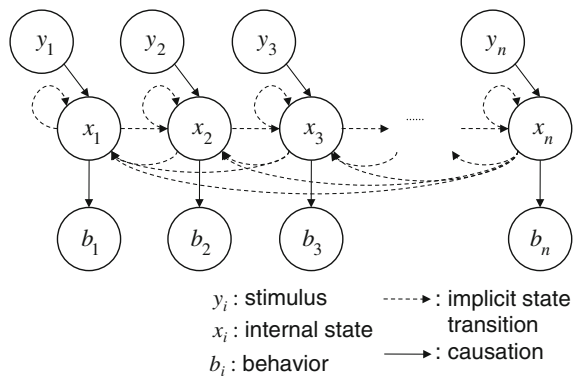 y1 y2 y3 yn
x1 x2 x3 ...... xn
b1 b2 b3 bn
yi : stimulus
xi : internal state
bi : behavior
: implicit state
transition
: causation